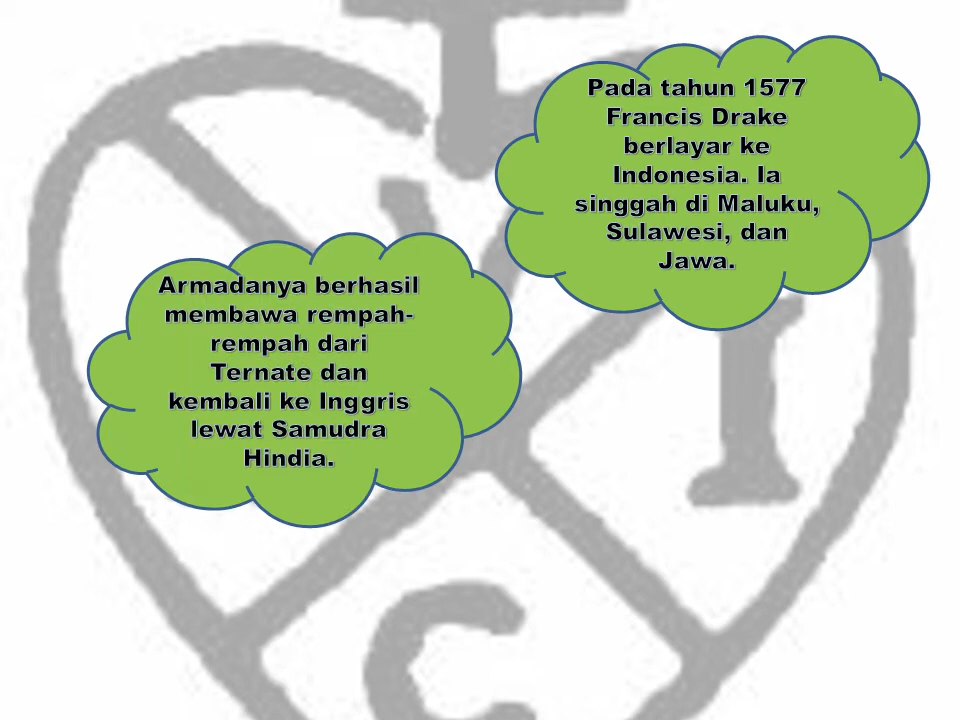 Pada tahun 1577
Francis Drake
berlayar ke
Indonesia. Ia
singgah di Maluku,
Sulawesi, dan
Jawa.
Armadanya berhasil
membawa rempah-
rempah dari
Ternate dan
kembali ke Inggris
lewat Samudra
Hindia.